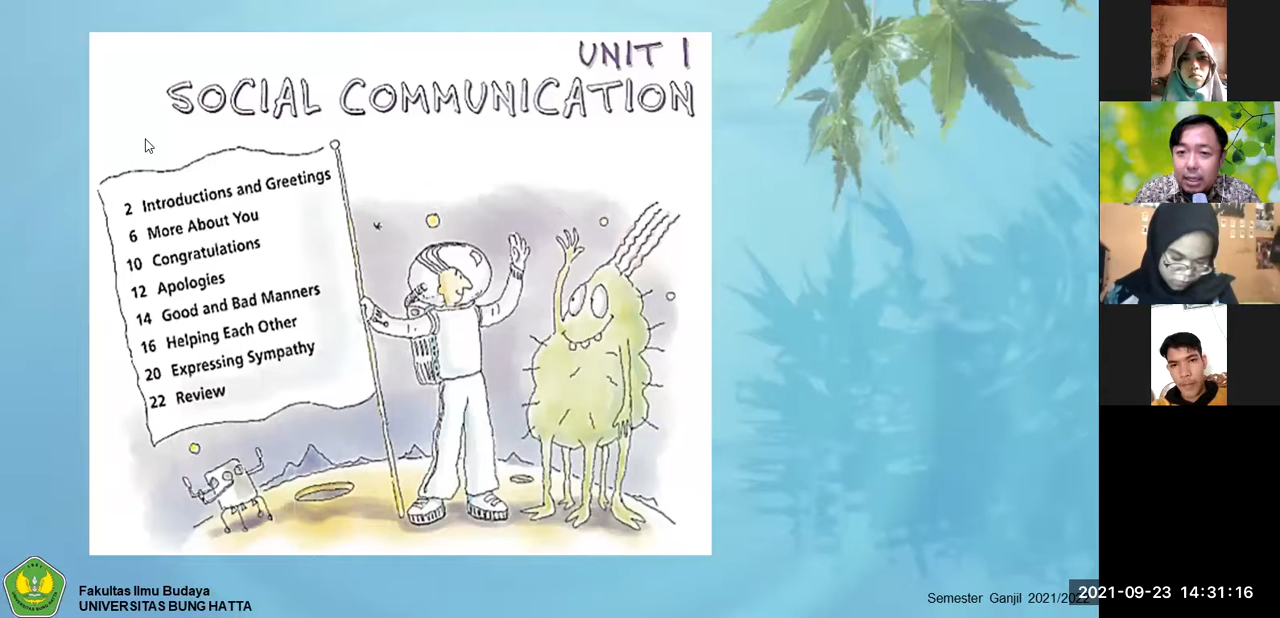 UNIT 1
SOCIAL COMMUNICATION
2 Introductions and Greetings
6 More About You
10 Congratulations
12 Apologies
14 Good and Bad Manners
16 Helping Each Other
20 Expressing Sympathy
22 Review
Fakultas Ilmu Budaya
UNIVERSITAS BUNG HATTA
Semester Ganjil 2021/2022
2021-09-23 14:31:16